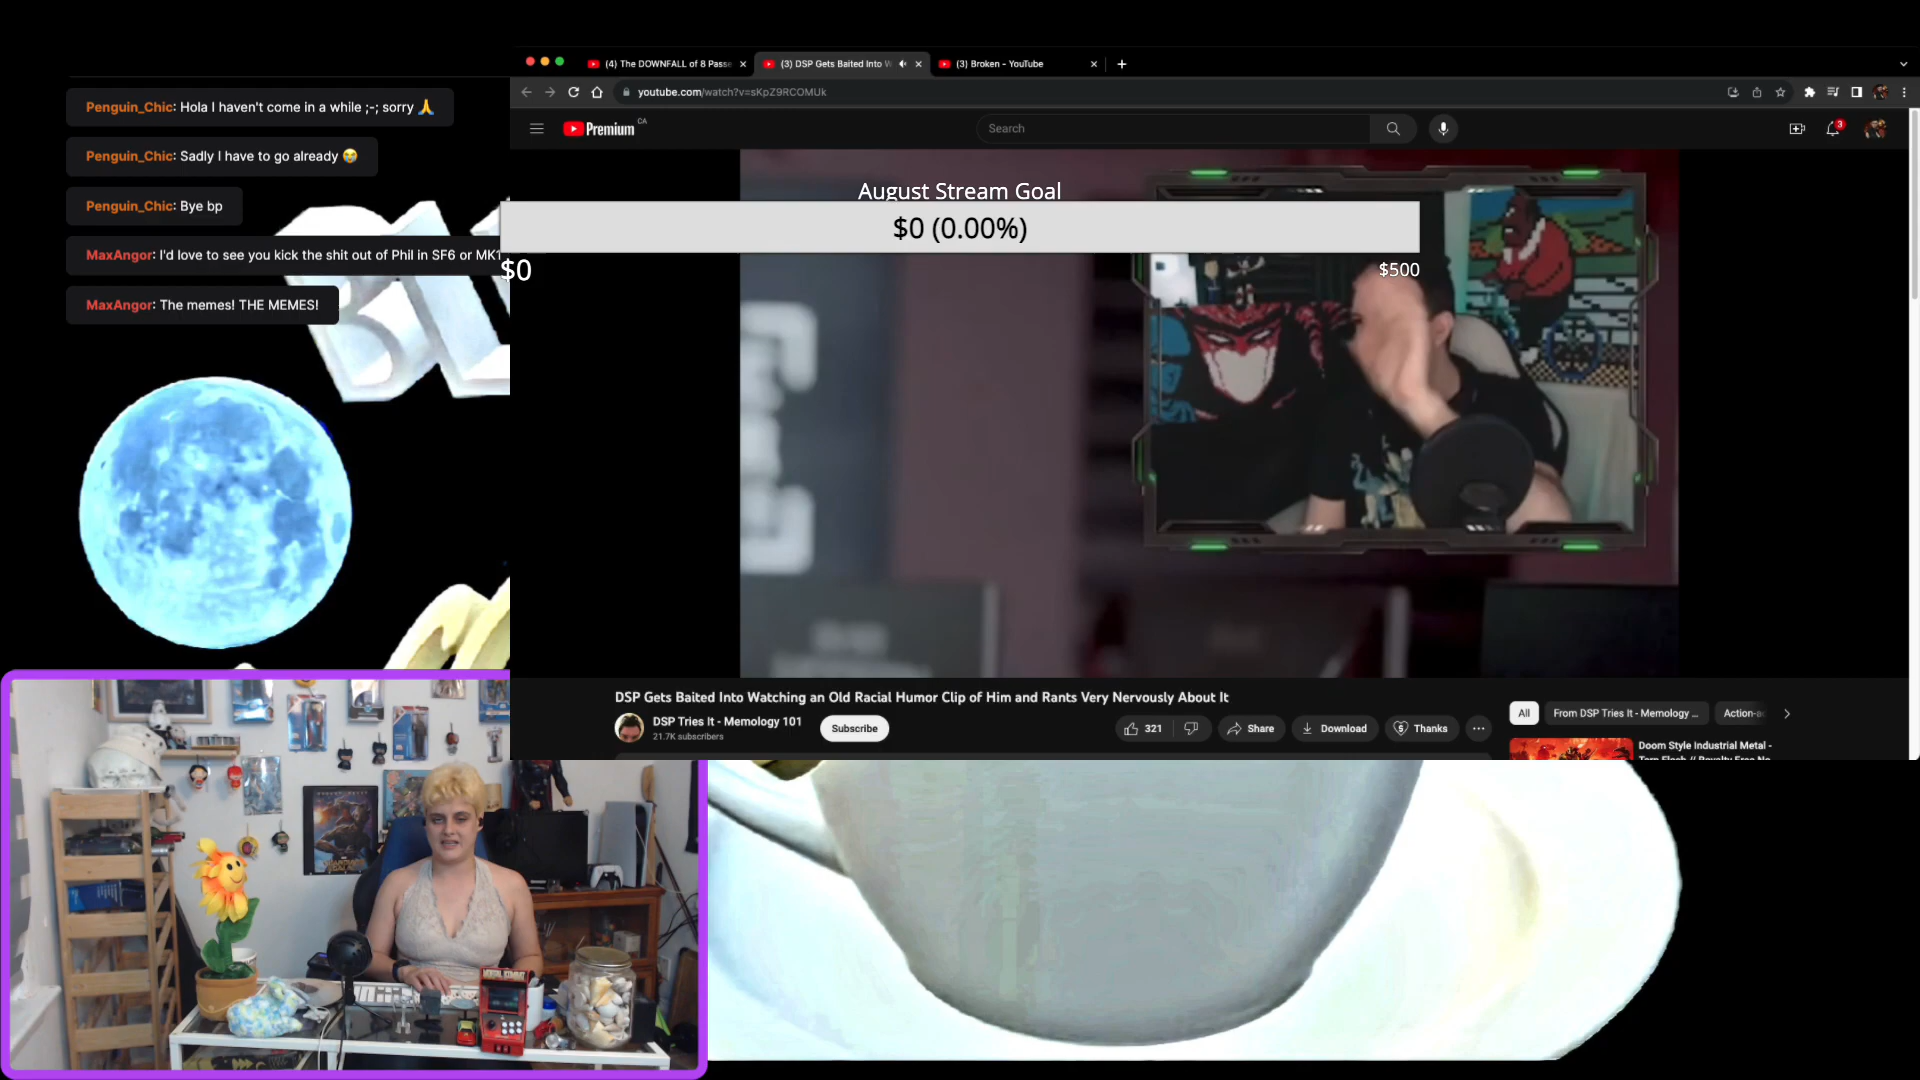 (4) The DOWNFALL of 8 Passe
(3) DSP Gets Baited Into W
(3) Broken - YouTube
youtube.com/watch?v=sKpZ9RCOMUk
Premium CA
Search
3
Penguin_Chic: Hola I haven't come in a while ;-; sorry 🙏
Penguin_Chic: Sadly I have to go already 😭
Penguin_Chic: Bye bp
MaxAngor: I'd love to see you kick the shit out of Phil in SF6 or MK1
MaxAngor: The memes! THE MEMES!
August Stream Goal
$0 (0.00%)
$0
$500
DSP Gets Baited Into Watching an Old Racial Humor Clip of Him and Rants Very Nervously About It
DSP Tries It - Memology 101
21.7K subscribers
Subscribe
321
Share
Download
Thanks
All
From DSP Tries It - Memology ...
Action-a
Doom Style Industrial Metal -
MORTAL KOMBAT